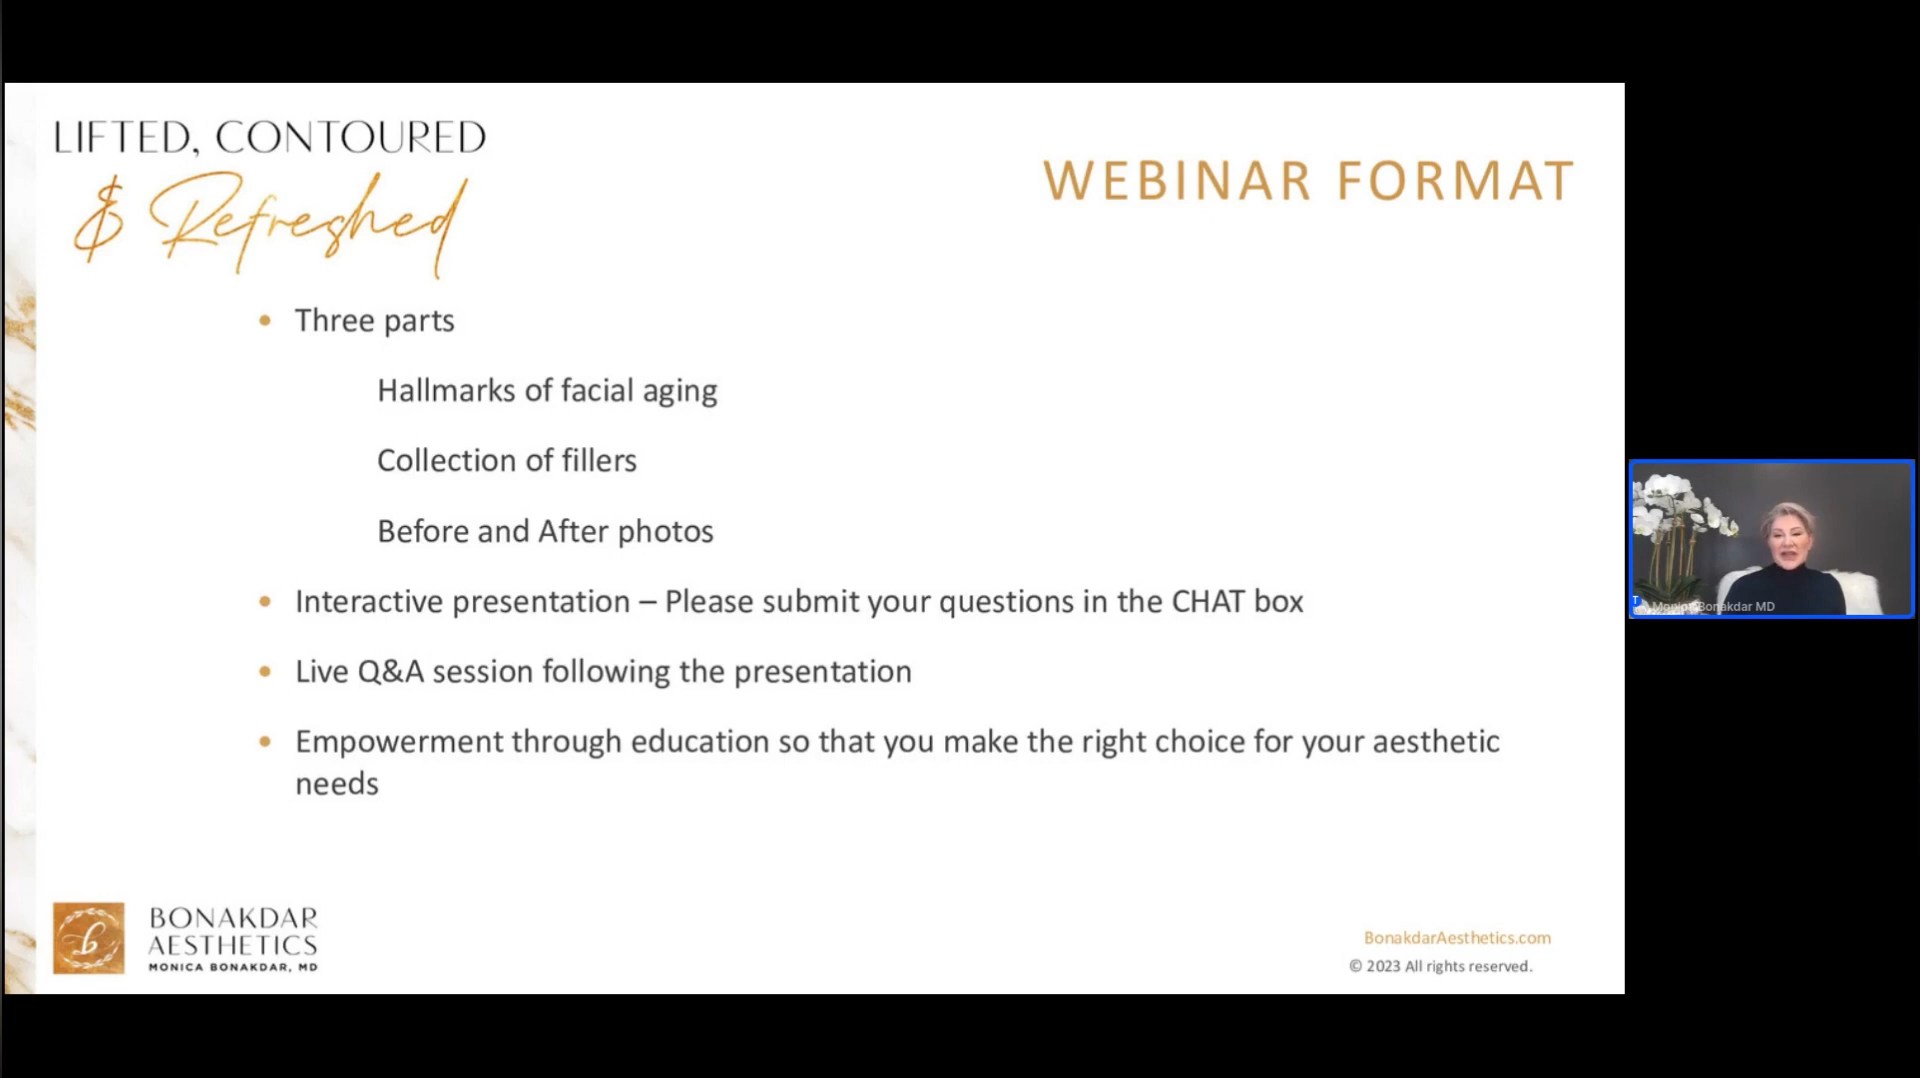 LIFTED, CONTOURED
& Refreshed
WEBINAR FORMAT
• Three parts
Hallmarks of facial aging
Collection of fillers
Before and After photos
• Interactive presentation – Please submit your questions in the CHAT box
• Live Q&A session following the presentation
• Empowerment through education so that you make the right choice for your aesthetic
needs
T
Monica Bonakdar MD
b
BONAKDAR
AESTHETICS
MONICA BONAKDAR, MD
BonakdarAesthetics.com
© 2023 All rights reserved.